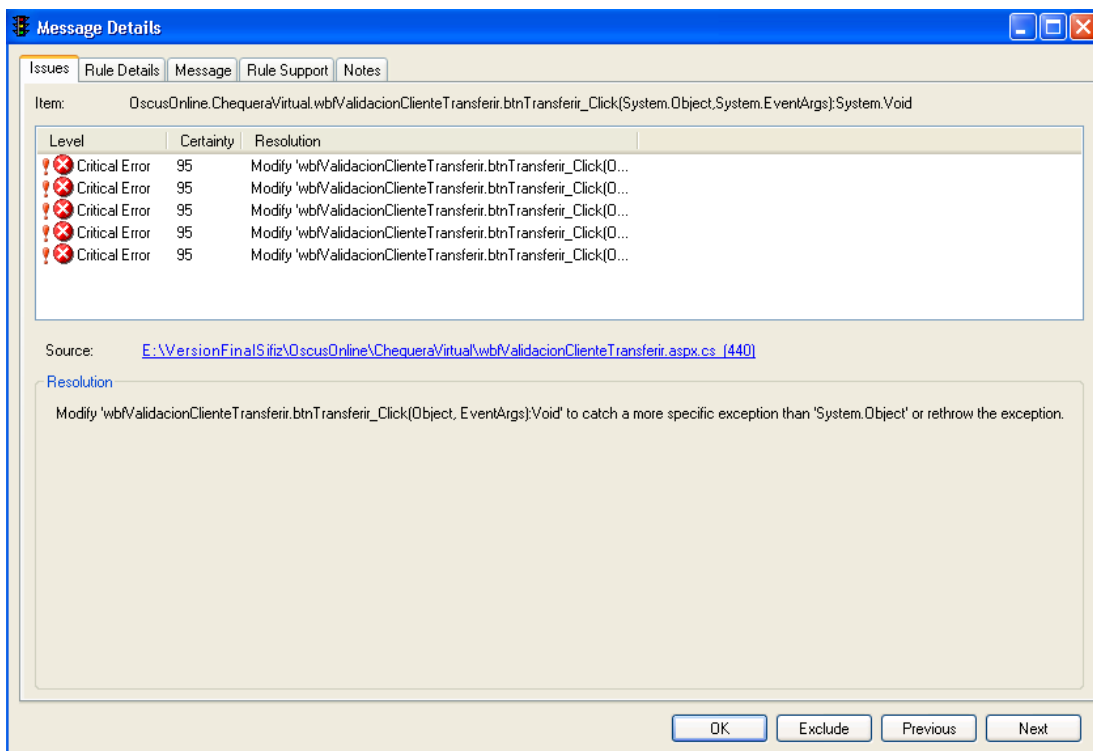 Message Details
Issues Rule Details Message Rule Support Notes
Item: OscusOnline.ChequeraVirtual.wbfValidacionClienteTransferir.btnTransferir_Click(System.Object,System.EventArgs):System.Void
Level Certainty Resolution
Critical Error 95 Modify 'wbfValidacionClienteTransferir.btnTransferir_Click(O...
Critical Error 95 Modify 'wbfValidacionClienteTransferir.btnTransferir_Click(O...
Critical Error 95 Modify 'wbfValidacionClienteTransferir.btnTransferir_Click(O...
Critical Error 95 Modify 'wbfValidacionClienteTransferir.btnTransferir_Click(O...
Critical Error 95 Modify 'wbfValidacionClienteTransferir.btnTransferir_Click(O...
Source: E:\VersionFinalSifiz\OscusOnline\ChequeraVirtual\wbfValidacionClienteTransferir.aspx.cs (440)
Resolution
Modify 'wbfValidacionClienteTransferir.btnTransferir_Click(Object, EventArgs):Void' to catch a more specific exception than 'System.Object' or rethrow the exception.
OK Exclude Previous Next